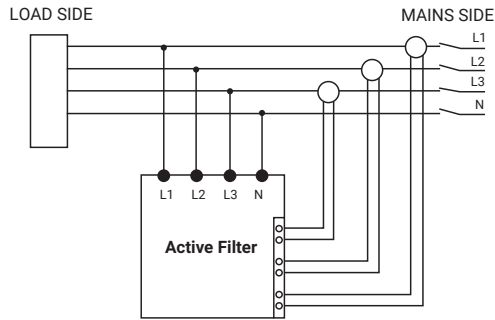 LOAD SIDE
MAINS SIDE
L1
L2
L3
N
L1 L2 L3 N
Active Filter